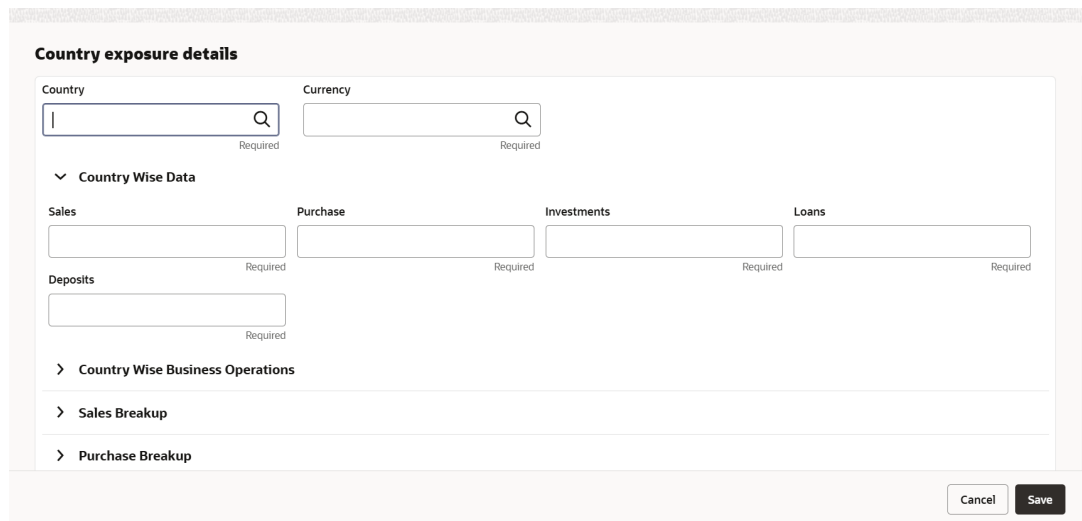 Country exposure details
Country Currency
Required Required
Country Wise Data
Sales Purchase Investments Loans
Required Required Required Required
Deposits
Required
Country Wise Business Operations
Sales Breakup
Purchase Breakup
Cancel Save